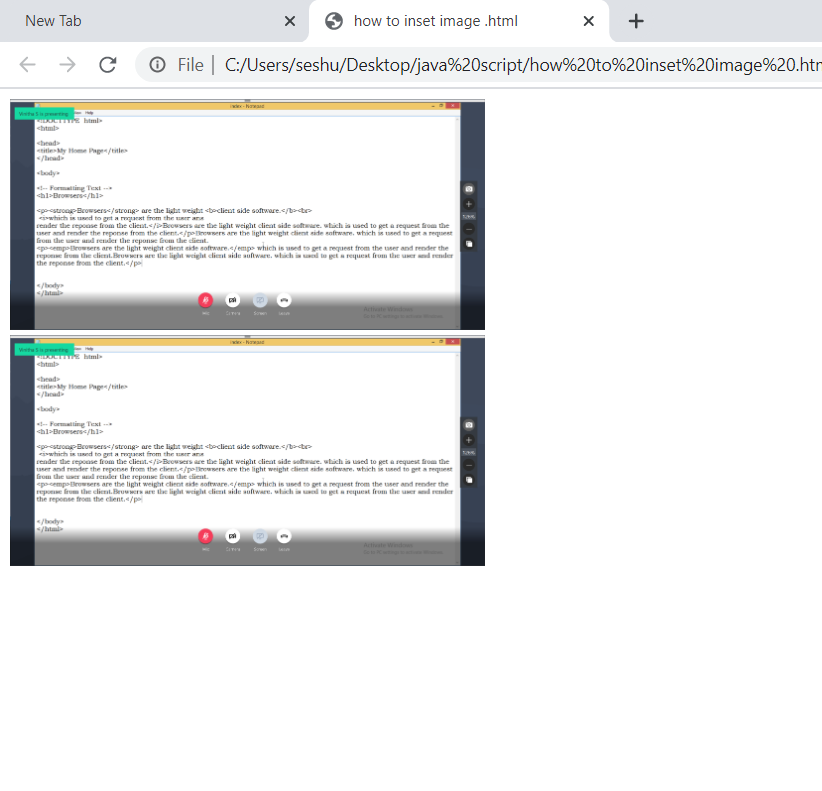 New Tab
how to inset image .html
File
C:/Users/seshu/Desktop/java%20script/how%20to%20inset%20image%20.htm
index - Notepad
is presenting
Help
<!DOCTYPE html>
<html>
<head>
<title>My Home Page</title>
</head>
<body>
<!-- Formatting Text -->
<h1>Browsers</h1>
<p><strong>Browsers</strong> are the light weight <b>client side software.</b><br>
<i>which is used to get a request from the user ans
render the reponse from the client.</i>Browsers are the light weight client side software. which is used to get a request from the
user and render the reponse from the client.</p>Browsers are the light weight client side software. which is used to get a request
from the user and render the reponse from the client.
<p><emp>Browsers are the light weight client side software.</emp> which is used to get a request from the user and render the
reponse from the client.Browsers are the light weight client side software. which is used to get a request from the user and render
the reponse from the client.</p>
</body>
</html>
Activate Windows
index - Notepad
is presenting
Help
<!DOCTYPE html>
<html>
<head>
<title>My Home Page</title>
</head>
<body>
<!-- Formatting Text -->
<h1>Browsers</h1>
<p><strong>Browsers</strong> are the light weight <b>client side software.</b><br>
<i>which is used to get a request from the user ans
render the reponse from the client.</i>Browsers are the light weight client side software. which is used to get a request from the
user and render the reponse from the client.</p>Browsers are the light weight client side software. which is used to get a request
from the user and render the reponse from the client.
<p><emp>Browsers are the light weight client side software.</emp> which is used to get a request from the user and render the
reponse from the client.Browsers are the light weight client side software. which is used to get a request from the user and render
the reponse from the client.</p>
</body>
</html>
Activate Windows